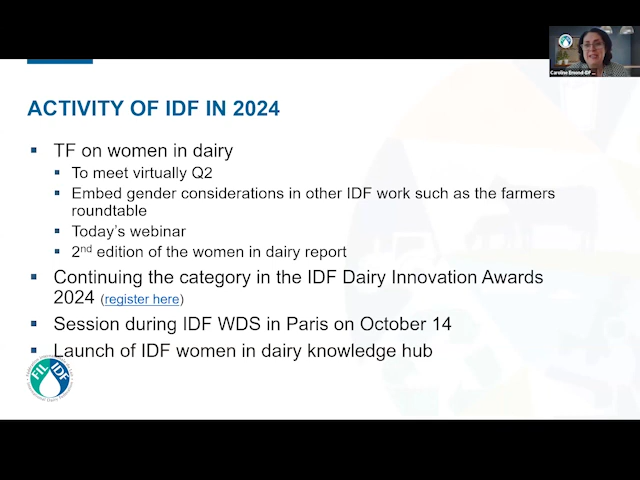 Caroline Emond-IDF
ACTIVITY OF IDF IN 2024
TF on women in dairy
To meet virtually Q2
Embed gender considerations in other IDF work such as the farmers
roundtable
Today's webinar
2nd edition of the women in dairy report
Continuing the category in the IDF Dairy Innovation Awards
2024 (register here)
Session during IDF WDS in Paris on October 14
Launch of IDF women in dairy knowledge hub
FIL IDF